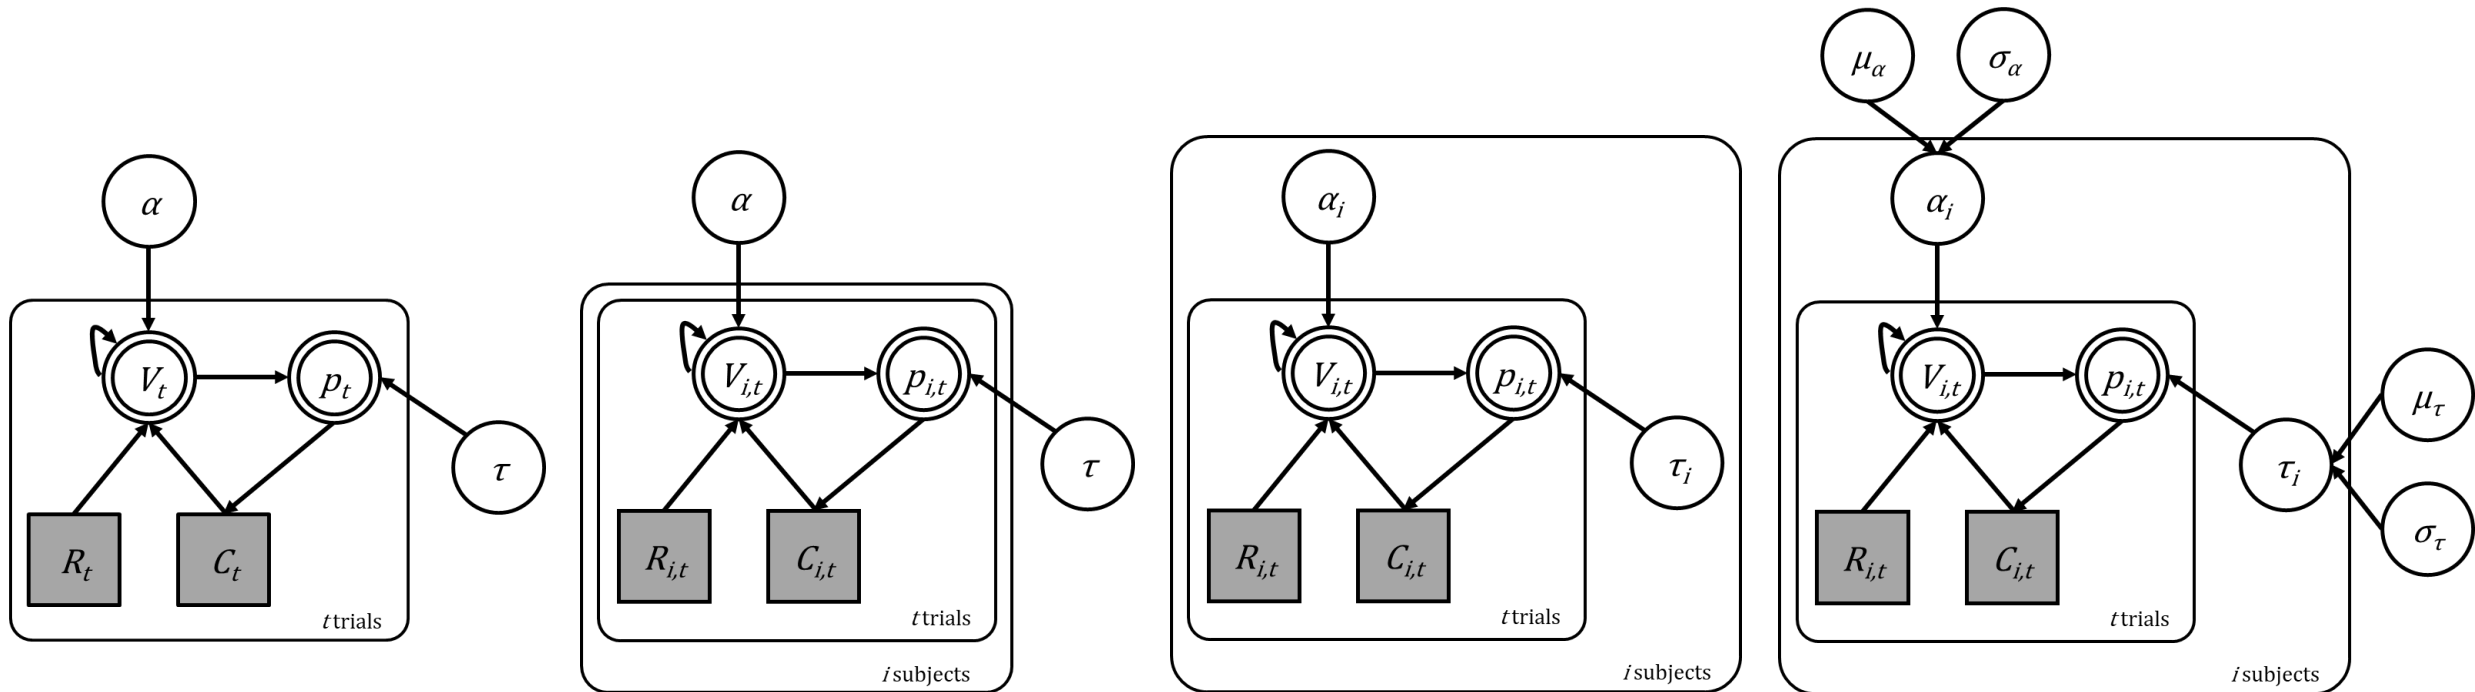 α
V_t
p_t
τ
R_t
C_t
t trials
α
V_{i,t}
p_{i,t}
τ
R_{i,t}
C_{i,t}
t trials
i subjects
α_i
V_{i,t}
p_{i,t}
τ_i
R_{i,t}
C_{i,t}
t trials
i subjects
μ_α
σ_α
α_i
V_{i,t}
p_{i,t}
μ_τ
τ_i
σ_τ
R_{i,t}
C_{i,t}
t trials
i subjects